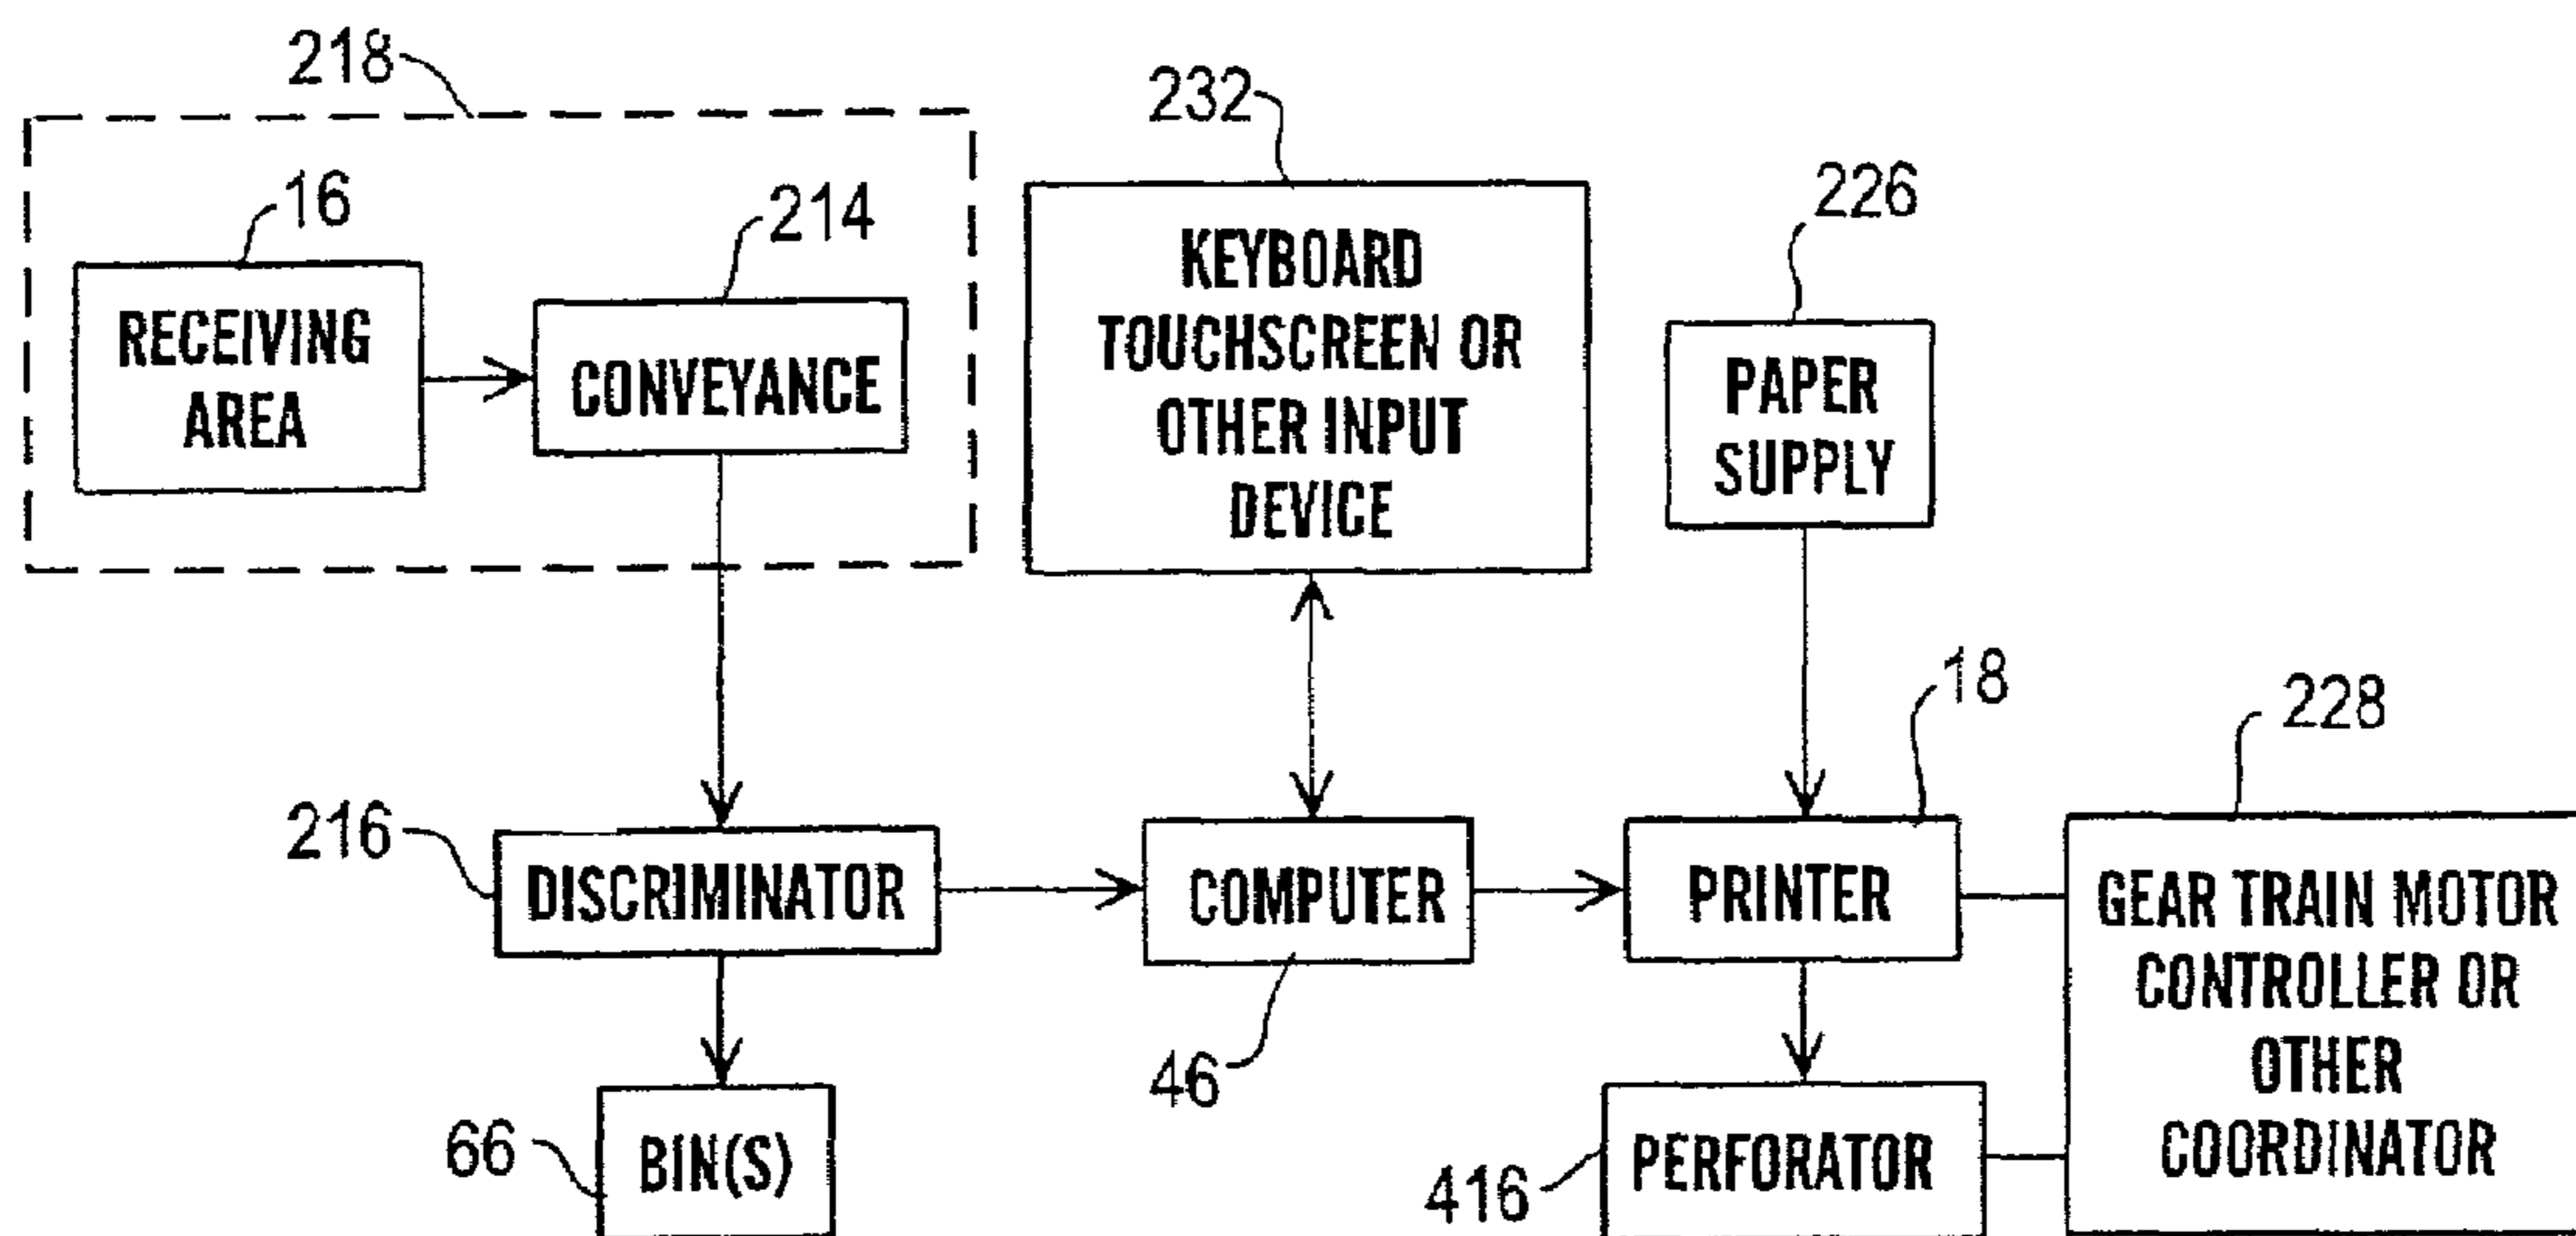 218
16
RECEIVING
AREA
214
CONVEYANCE
232
KEYBOARD
TOUCHSCREEN OR
OTHER INPUT
DEVICE
226
PAPER
SUPPLY
216
DISCRIMINATOR
COMPUTER
46
18
PRINTER
228
GEAR TRAIN MOTOR
CONTROLLER OR
OTHER
COORDINATOR
66
BIN(S)
416
PERFORATOR